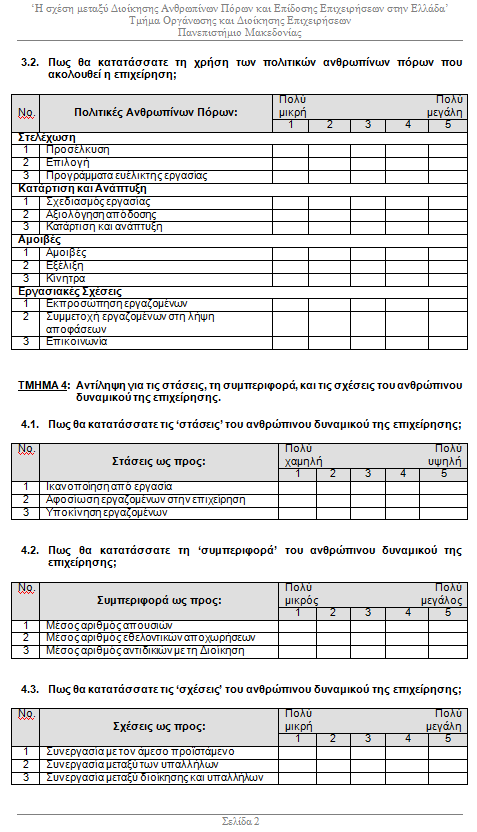 ‘Η σχέση μεταξύ Διοίκησης Ανθρωπίνων Πόρων και Επίδοσης Επιχειρήσεων στην Ελλάδα’
Τμήμα Οργάνωσης και Διοίκησης Επιχειρήσεων
Πανεπιστήμιο Μακεδονίας
3.2. Πως θα κατατάσσατε τη χρήση των πολιτικών ανθρωπίνων πόρων που
ακολουθεί η επιχείρηση;
Πολύ Πολύ
Νο. Πολιτικές Ανθρωπίνων Πόρων: μικρή μεγάλη
1 2 3 4 5
Στελέχωση
1 Προσέλκυση
2 Επιλογή
3 Προγράμματα ευέλικτης εργασίας
Κατάρτιση και Ανάπτυξη
1 Σχεδιασμός εργασίας
2 Αξιολόγηση απόδοσης
3 Κατάρτιση και ανάπτυξη
Αμοιβές
1 Αμοιβές
2 Εξέλιξη
3 Κίνητρα
Εργασιακές Σχέσεις
1 Εκπροσώπηση εργαζομένων
2 Συμμετοχή εργαζομένων στη λήψη
αποφάσεων
3 Επικοινωνία
ΤΜΗΜΑ 4: Αντίληψη για τις στάσεις, τη συμπεριφορά, και τις σχέσεις του ανθρώπινου
δυναμικού της επιχείρησης.
4.1. Πως θα κατατάσσατε τις ‘στάσεις’ του ανθρώπινου δυναμικού της επιχείρησης;
Νο. Πολύ Πολύ
Στάσεις ως προς: χαμηλή υψηλή
1 2 3 4 5
1 Ικανοποίηση από εργασία
2 Αφοσίωση εργαζομένων στην επιχείρηση
3 Υποκίνηση εργαζομένων
4.2. Πως θα κατατάσσατε τη ‘συμπεριφορά’ του ανθρώπινου δυναμικού της
επιχείρησης;
Νο. Πολύ Πολύ
Συμπεριφορά ως προς: μικρός μεγάλος
1 2 3 4 5
1 Μέσος αριθμός απουσιών
2 Μέσος αριθμός εθελοντικών αποχωρήσεων
3 Μέσος αριθμός αντιδικιών με τη Διοίκηση
4.3. Πως θα κατατάσσατε τις ‘σχέσεις’ του ανθρώπινου δυναμικού της επιχείρησης;
Νο. Πολύ Πολύ
Σχέσεις ως προς: μικρή μεγάλη
1 2 3 4 5
1 Συνεργασία με τον άμεσο προϊστάμενο
2 Συνεργασία μεταξύ των υπαλλήλων
3 Συνεργασία μεταξύ διοίκησης και υπαλλήλων
Σελίδα 2